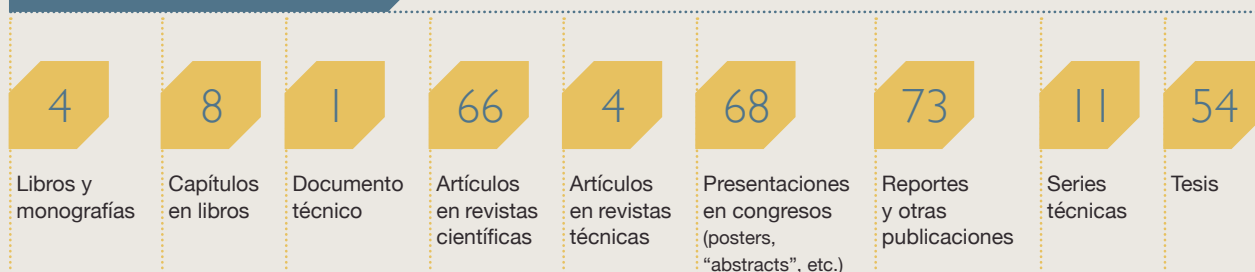 4
Libros y
monografías
8
Capítulos
en libros
1
Documento
técnico
66
Artículos
en revistas
científicas
4
Artículos
en revistas
técnicas
68
Presentaciones
en congresos
(posters,
“abstracts”, etc.)
73
Reportes
y otras
publicaciones
11
Series
técnicas
54
Tesis